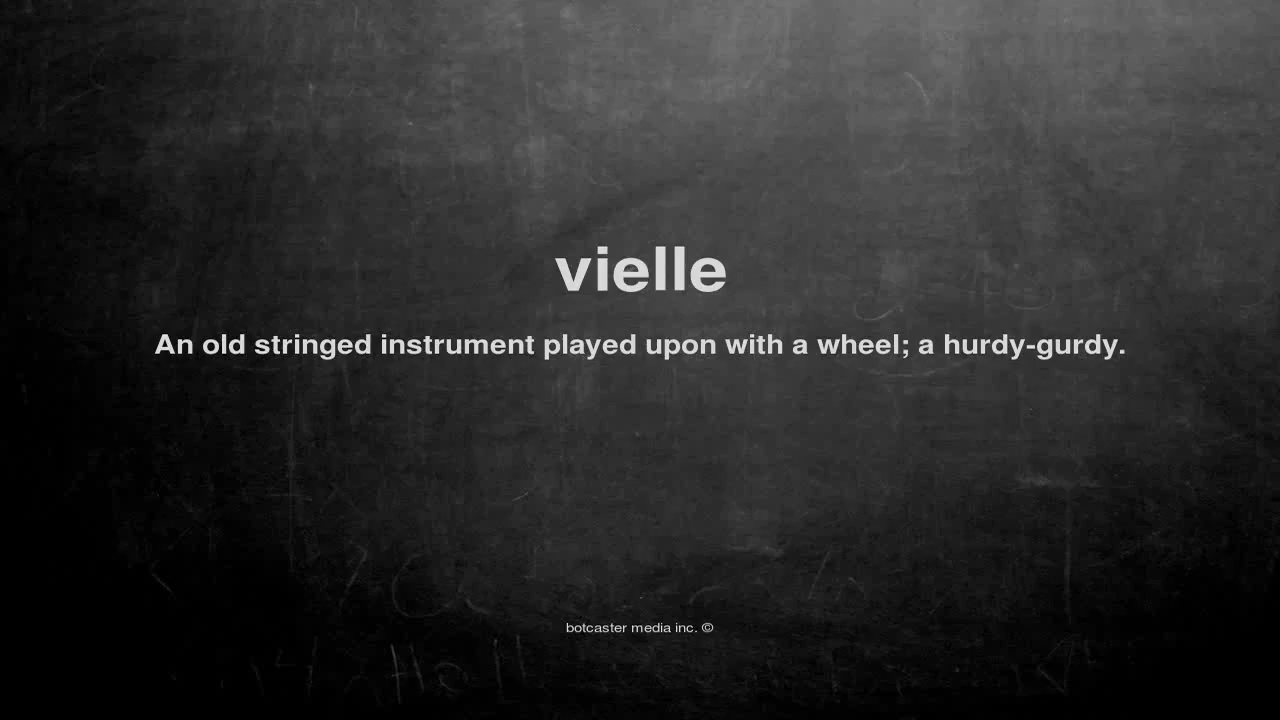 vielle
An old stringed instrument played upon with a wheel; a hurdy-gurdy.
botcaster media inc. ©